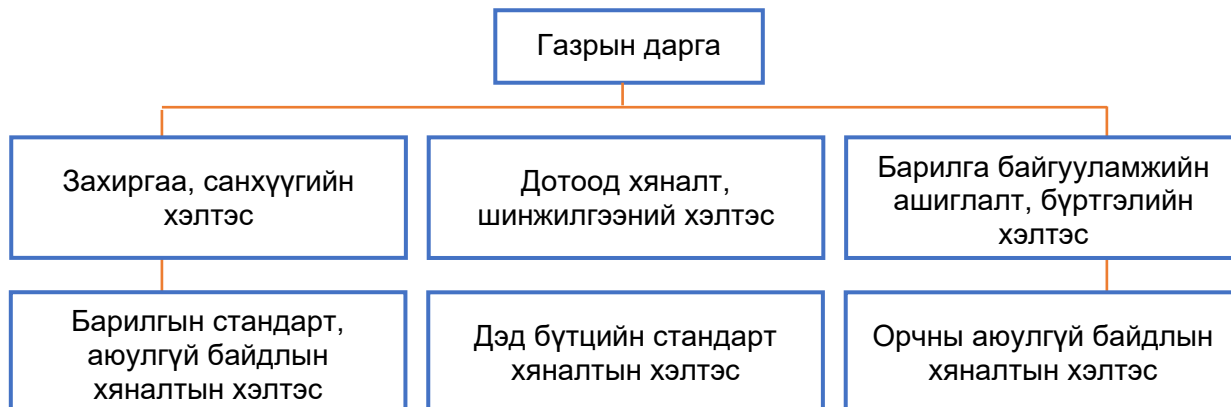 Газрын дарга
Захиргаа, санхүүгийн
хэлтэс
Дотоод хяналт,
шинжилгээний хэлтэс
Барилга байгууламжийн
ашиглалт, бүртгэлийн
хэлтэс
Барилгын стандарт,
аюулгүй байдлын
хяналтын хэлтэс
Дэд бүтцийн стандарт
хяналтын хэлтэс
Орчны аюулгүй байдлын
хяналтын хэлтэс